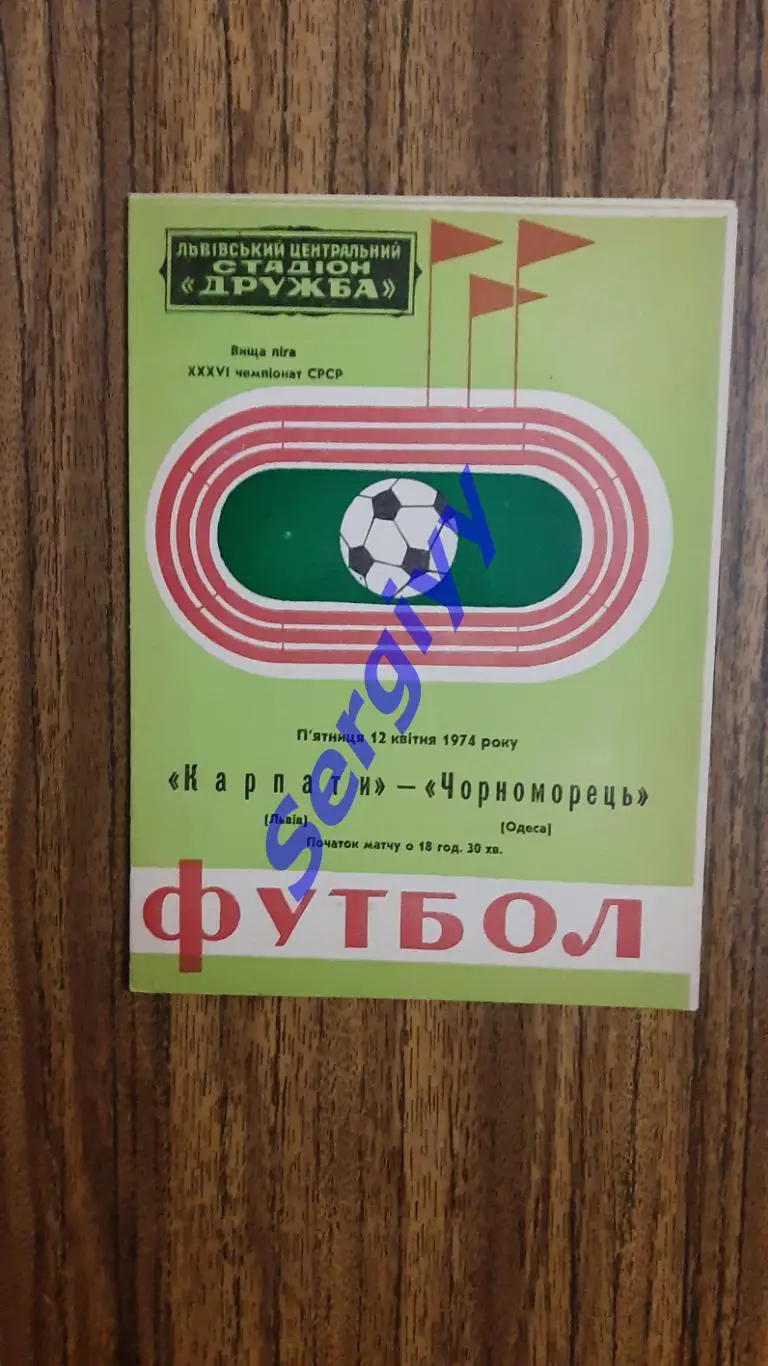 ЛЬВІВСЬКИЙ ЦЕНТРАЛЬНИЙ
СТАДІОН
«ДРУЖБА»
Вища ліга
XXXVI чемпіонат СРСР
П'ятниця 12 квітня 1974 року
«Карпати» — «Чорноморець»
(Львів) (Одеса)
Початок матчу о 18 год. 30 хв.
ФУТБОЛ
Sergiyy